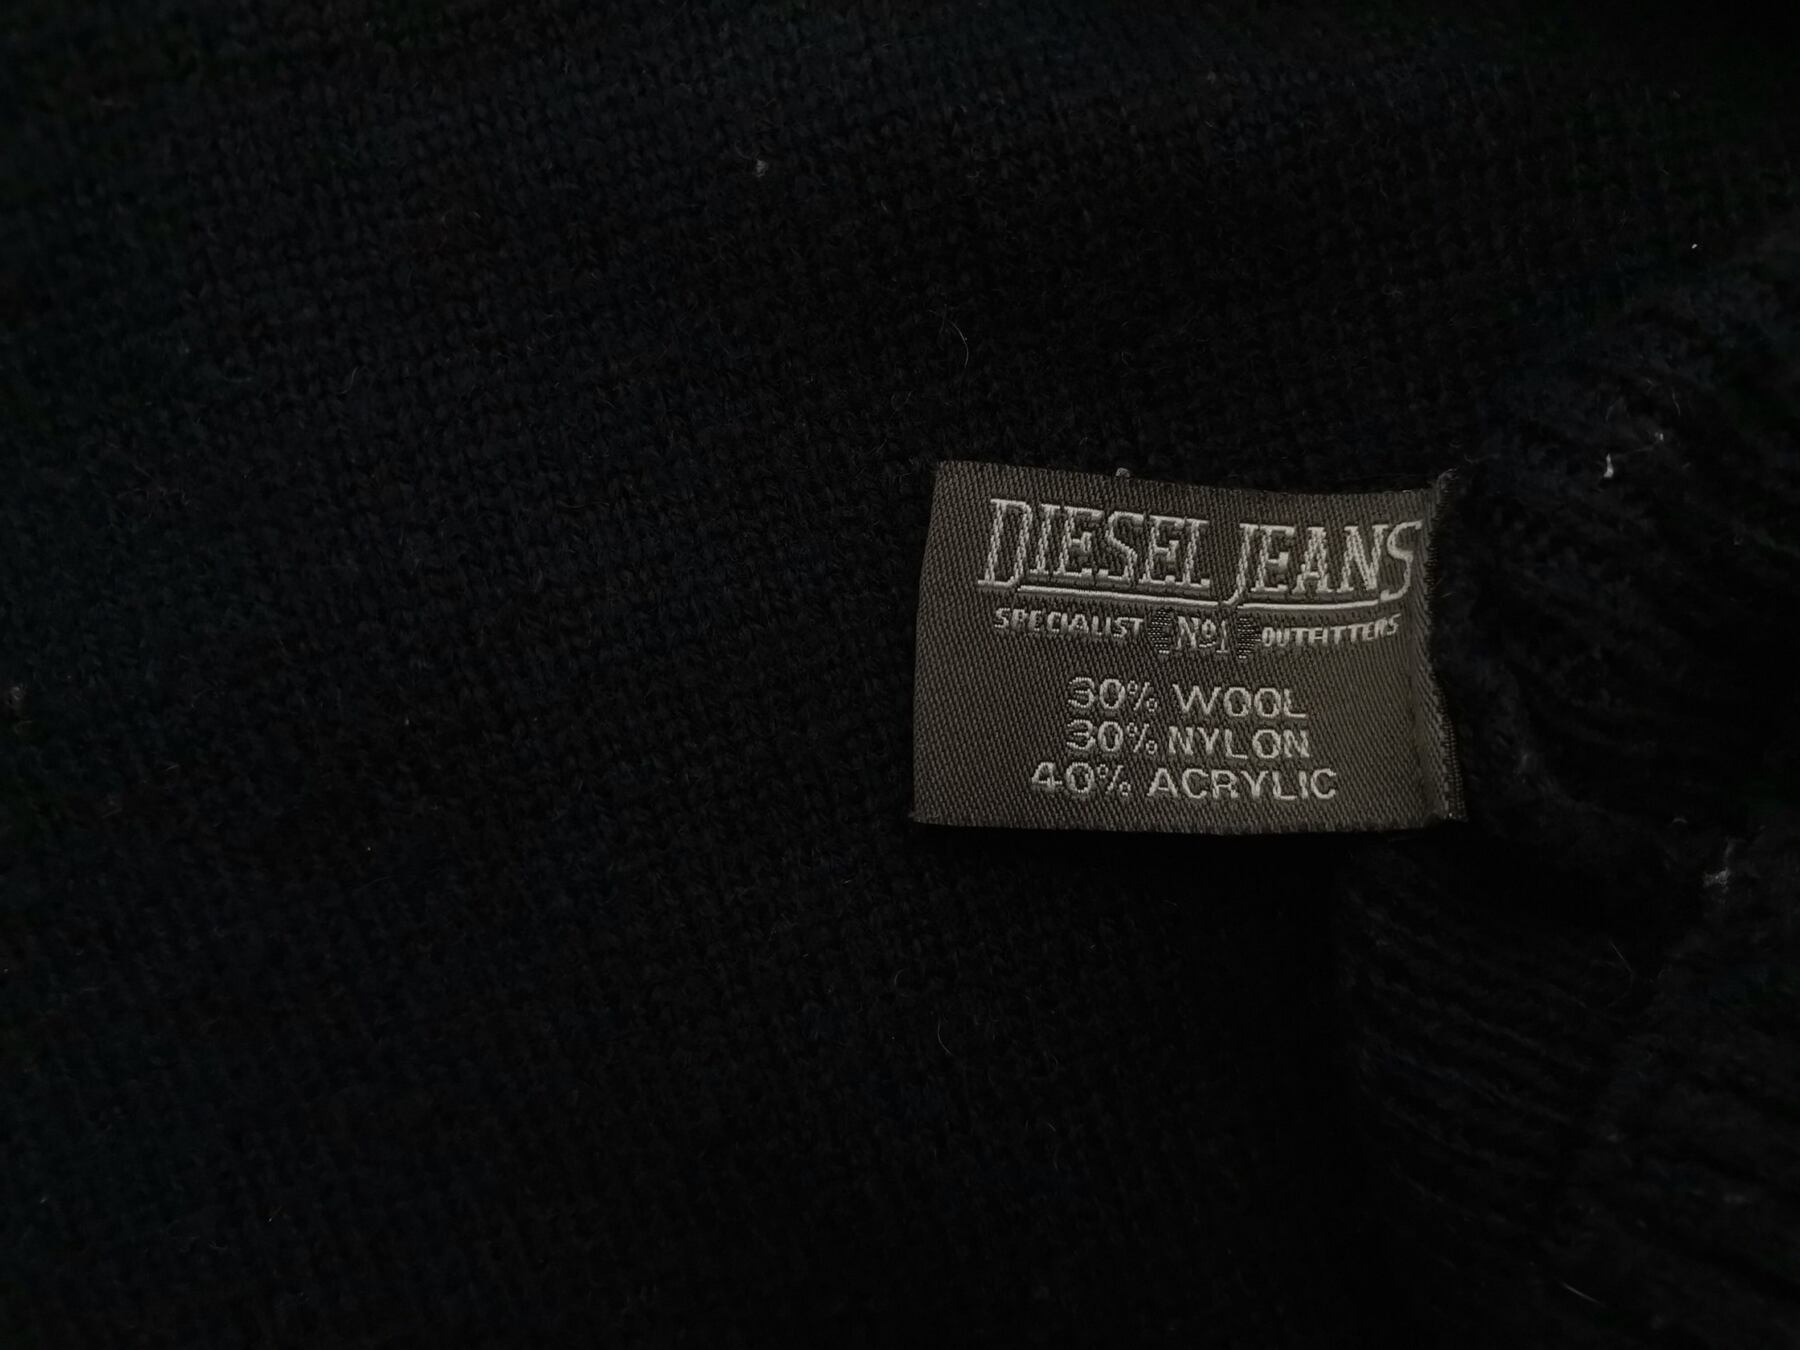 DIESEL JEANS
SPECIALIST Nº1 OUTFITTERS
30% WOOL
30% NYLON
40% ACRYLIC